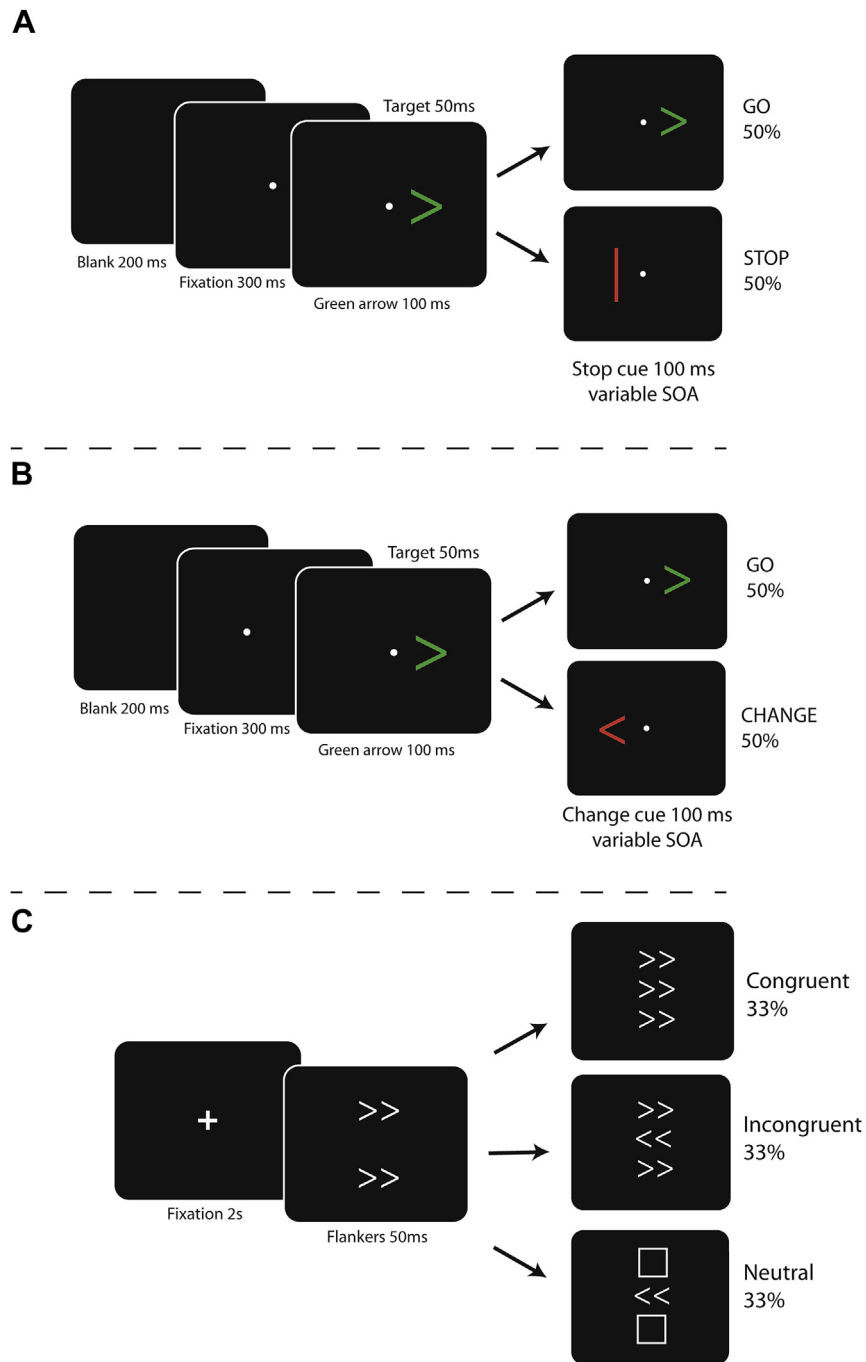 A
Target 50ms
GO
50%
Blank 200 ms
Fixation 300 ms
Green arrow 100 ms
STOP
50%
Stop cue 100 ms
variable SOA
B
Target 50ms
GO
50%
Blank 200 ms
Fixation 300 ms
Green arrow 100 ms
CHANGE
50%
Change cue 100 ms
variable SOA
C
>>
>>
>>
Congruent
33%
+
>>
>>
Fixation 2s
Flankers 50ms
>>
<<
>>
Incongruent
33%
<<
Neutral
33%